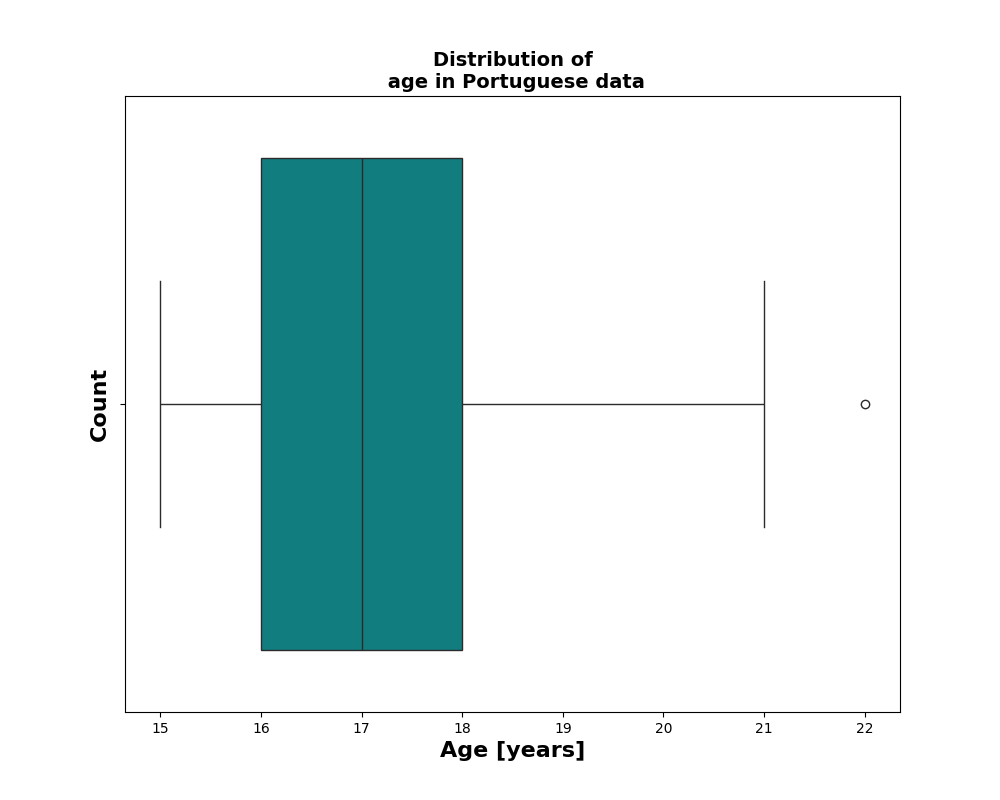 Distribution of
age in Portuguese data
Count
15 16 17 18 19 20 21 22
Age [years]